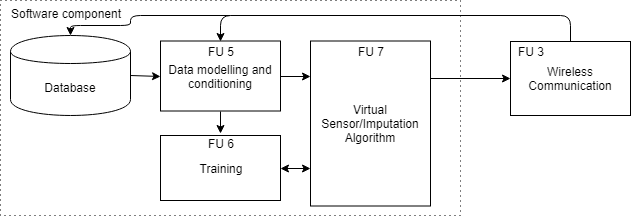 Software component
Database
FU 5
Data modelling and
conditioning
FU 6
Training
FU 7
Virtual
Sensor/Imputation
Algorithm
FU 3
Wireless
Communication